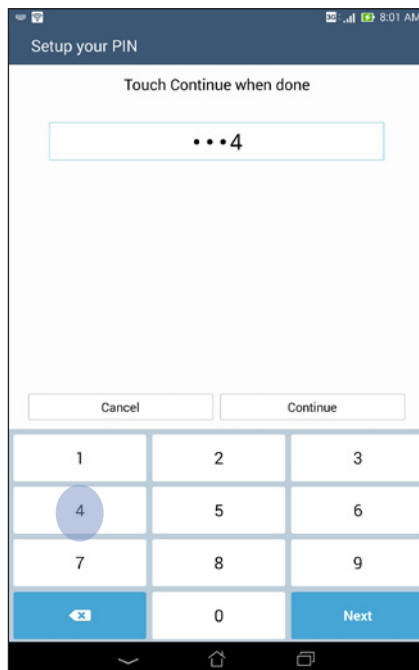 3G 8:01 AM
Setup your PIN
Touch Continue when done
•••4
Cancel Continue
1 2 3
4 5 6
7 8 9
0 Next